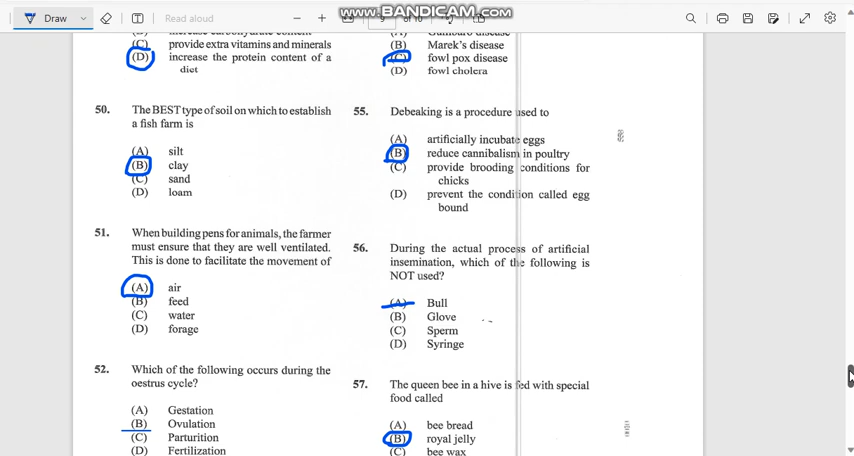 Draw
Read aloud
9 of 10
www.BANDICAM.com
(C) provide extra vitamins and minerals
(D) increase the protein content of a
diet
50. The BEST type of soil on which to establish
a fish farm is
(A) silt
(B) clay
(C) sand
(D) loam
51. When building pens for animals, the farmer
must ensure that they are well ventilated.
This is done to facilitate the movement of
(A) air
(B) feed
(C) water
(D) forage
52. Which of the following occurs during the
oestrus cycle?
(A) Gestation
(B) Ovulation
(C) Parturition
(D) Fertilization
(B) Marek's disease
(C) fowl pox disease
(D) fowl cholera
55. Debeaking is a procedure used to
(A) artificially incubate eggs
(B) reduce cannibalism in poultry
(C) provide brooding conditions for
chicks
(D) prevent the condition called egg
bound
56. During the actual process of artificial
insemination, which of the following is
NOT used?
(A) Bull
(B) Glove
(C) Sperm
(D) Syringe
57. The queen bee in a hive is fed with special
food called
(A) bee bread
(B) royal jelly
(C) bee wax